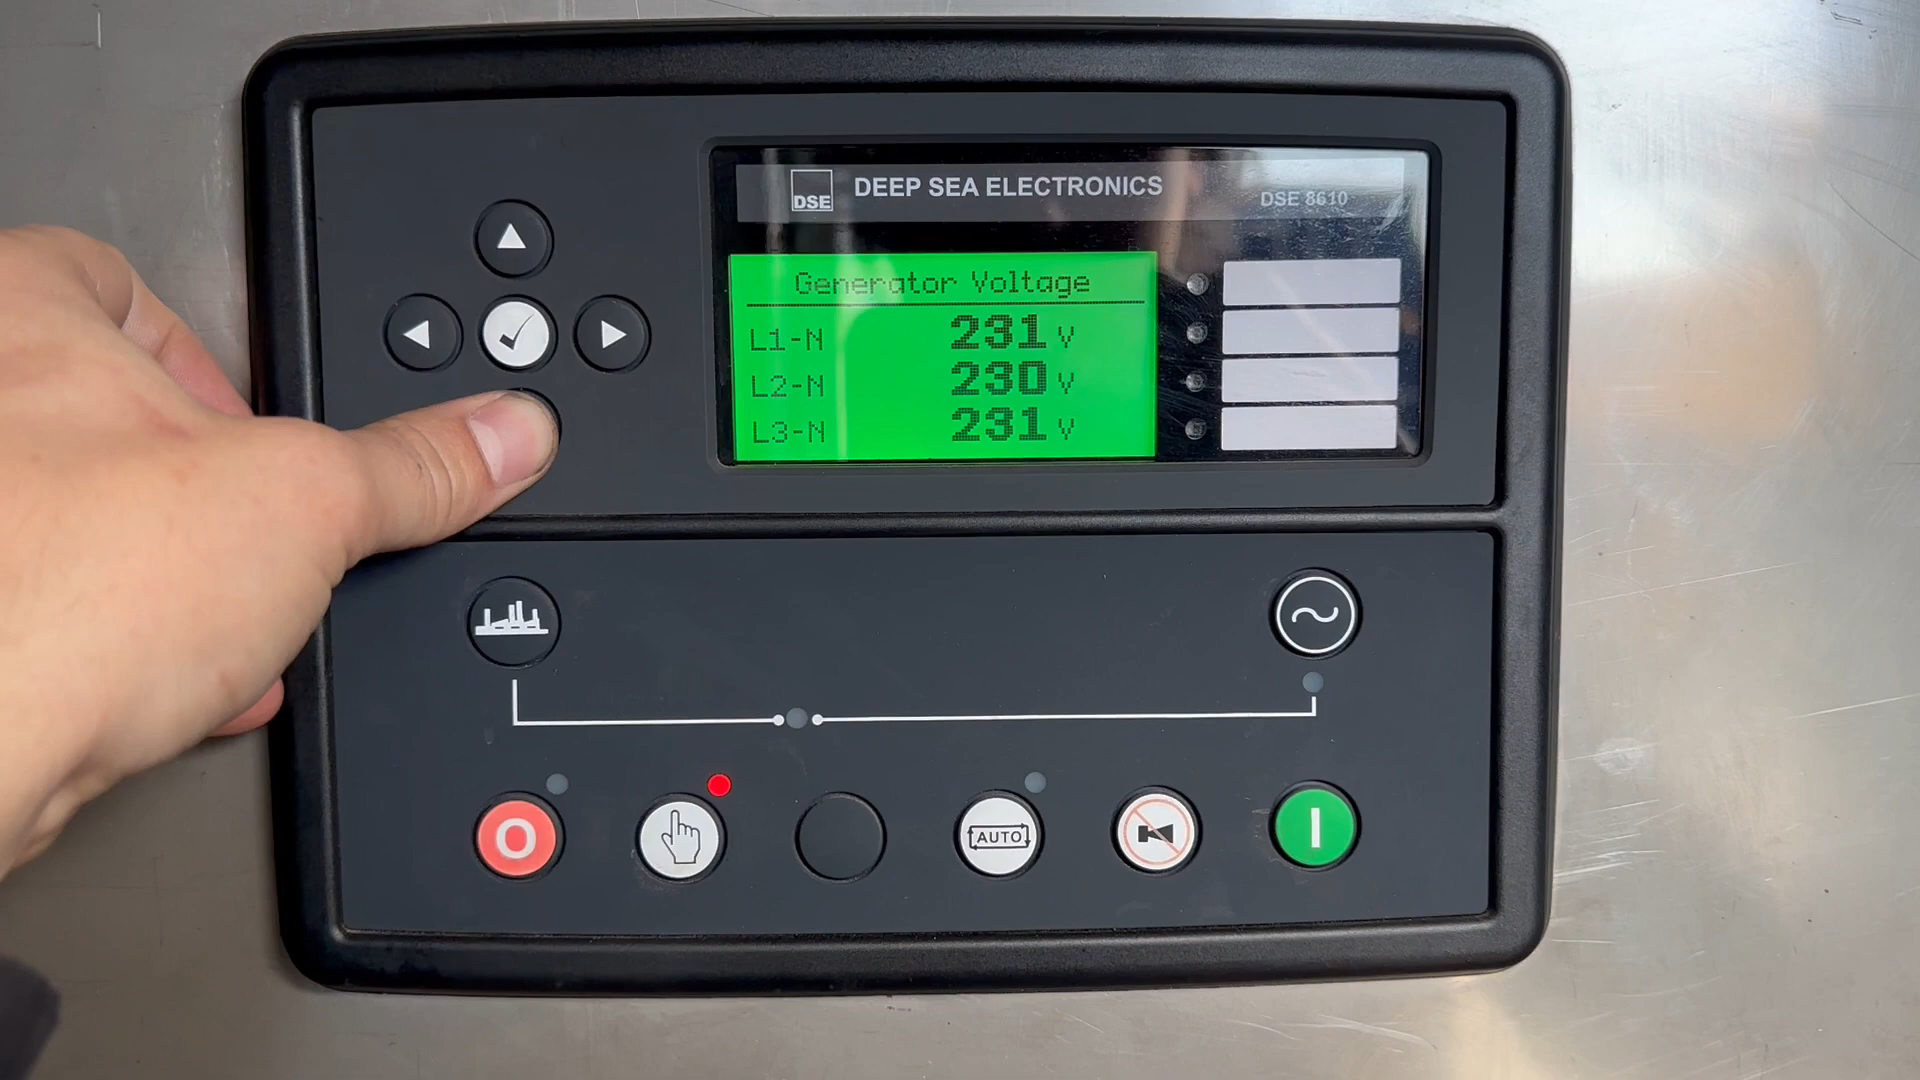 DSE
DEEP SEA ELECTRONICS
DSE 8610
Generator Voltage
L1-N 231 V
L2-N 230 V
L3-N 231 V
O
AUTO
I